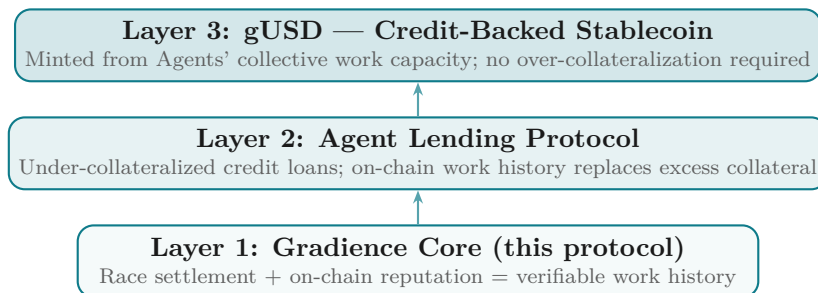 Layer 3: gUSD — Credit-Backed Stablecoin
Minted from Agents' collective work capacity; no over-collateralization required
Layer 2: Agent Lending Protocol
Under-collateralized credit loans; on-chain work history replaces excess collateral
Layer 1: Gradience Core (this protocol)
Race settlement + on-chain reputation = verifiable work history